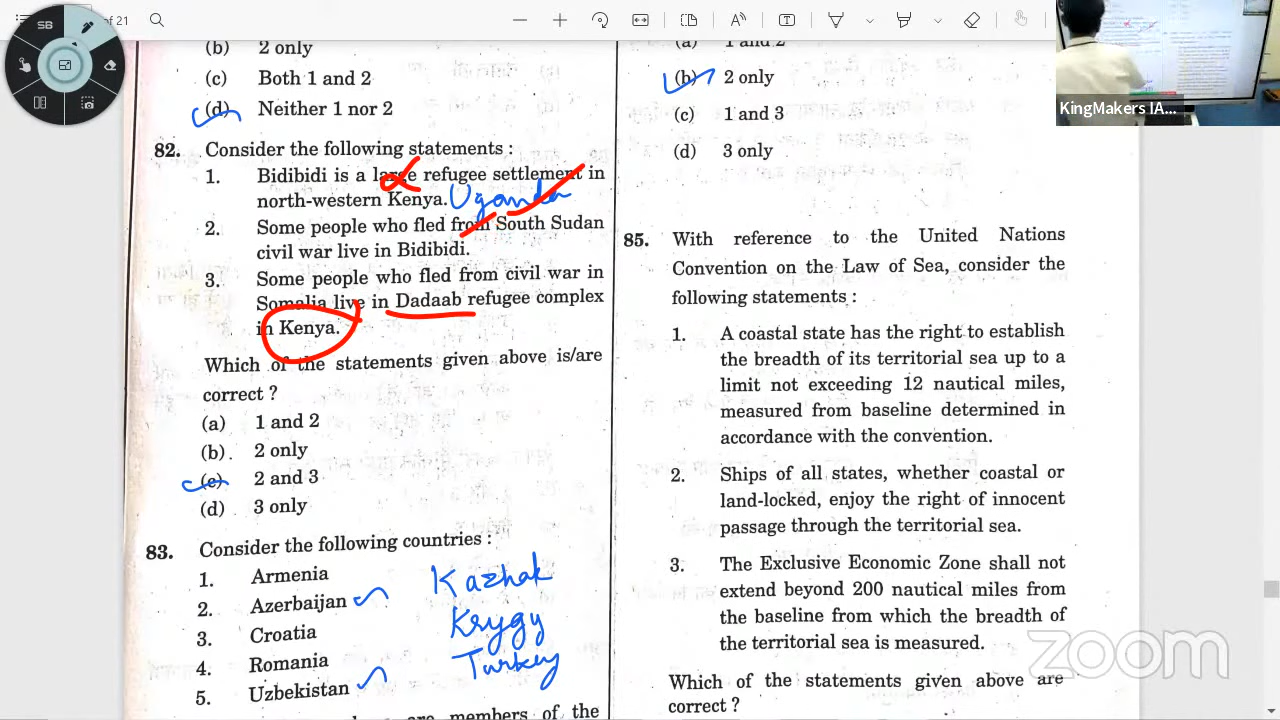 SB
of 21
(b) 2 only
(c) Both 1 and 2
(d) Neither 1 nor 2
82. Consider the following statements :
1. Bidibidi is a large refugee settlement in
north-western Kenya. Uganda
2. Some people who fled from South Sudan
civil war live in Bidibidi.
3. Some people who fled from civil war in
Somalia live in Dadaab refugee complex
in Kenya.
Which of the statements given above is/are
correct ?
(a) 1 and 2
(b). 2 only
(c) 2 and 3
(d) 3 only
83. Consider the following countries :
1. Armenia
2. Azerbaijan
3. Croatia
4. Romania
5. Uzbekistan
Kazhak
Krygy
Turkey
are members of the
(a) 1 and 2
(b) 2 only
(c) 1 and 3
(d) 3 only
85. With reference to the United Nations
Convention on the Law of Sea, consider the
following statements :
1. A coastal state has the right to establish
the breadth of its territorial sea up to a
limit not exceeding 12 nautical miles,
measured from baseline determined in
accordance with the convention.
2. Ships of all states, whether coastal or
land-locked, enjoy the right of innocent
passage through the territorial sea.
3. The Exclusive Economic Zone shall not
extend beyond 200 nautical miles from
the baseline from which the breadth of
the territorial sea is measured.
Which of the statements given above are
correct ?
KingMakers IA...
zoom